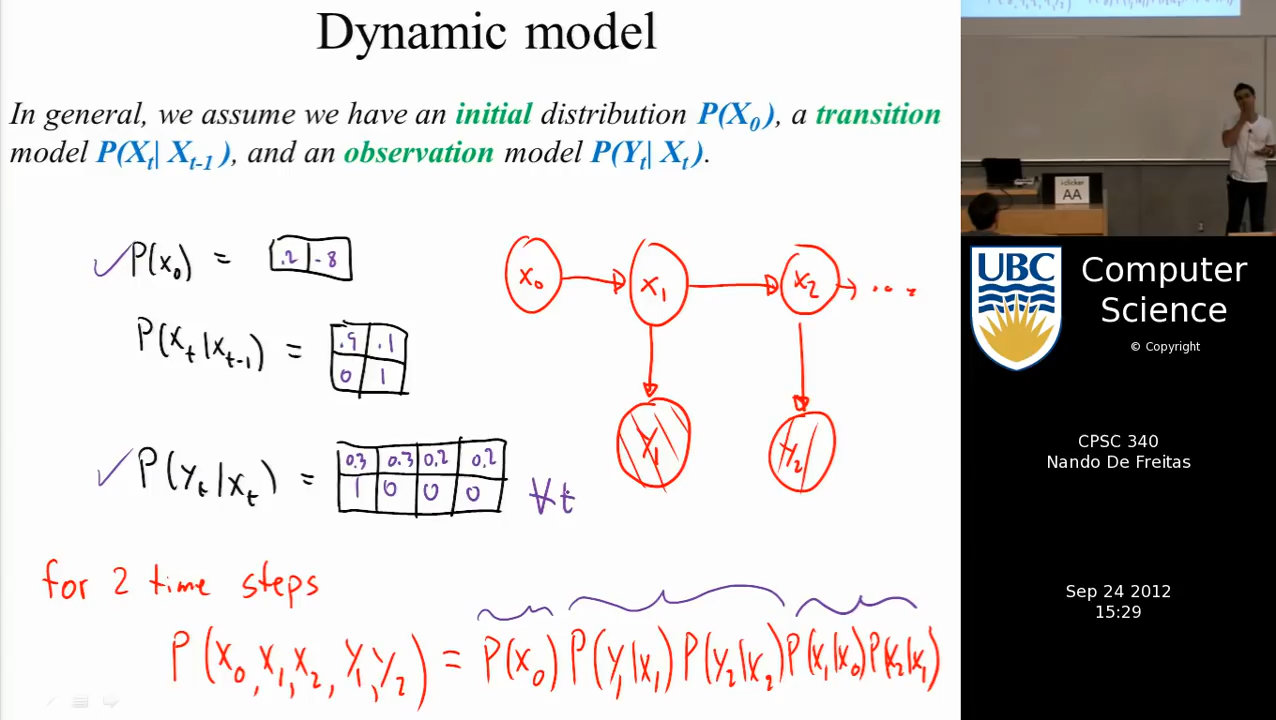 Dynamic model
In general, we assume we have an initial distribution P(X₀), a transition
model P(Xₜ| Xₜ₋₁), and an observation model P(Yₜ| Xₜ).
✓P(x₀) = .2 .8
P(xₜ|xₜ₋₁) = .9 .1
0 1
✓P(yₜ|xₜ) = 0.3 0.3 0.2 0.2
1 0 0 0 ∀t
x₀ x₁ x₂ ...
Y₁ Y₂
for 2 time steps
P(x₀, x₁, x₂, Y₁, Y₂) = P(x₀) P(y₁|x₁) P(y₂|x₂) P(x₁|x₀) P(x₂|x₁)
i-clicker
AA
UBC
Computer
Science
© Copyright
CPSC 340
Nando De Freitas
Sep 24 2012
15:29